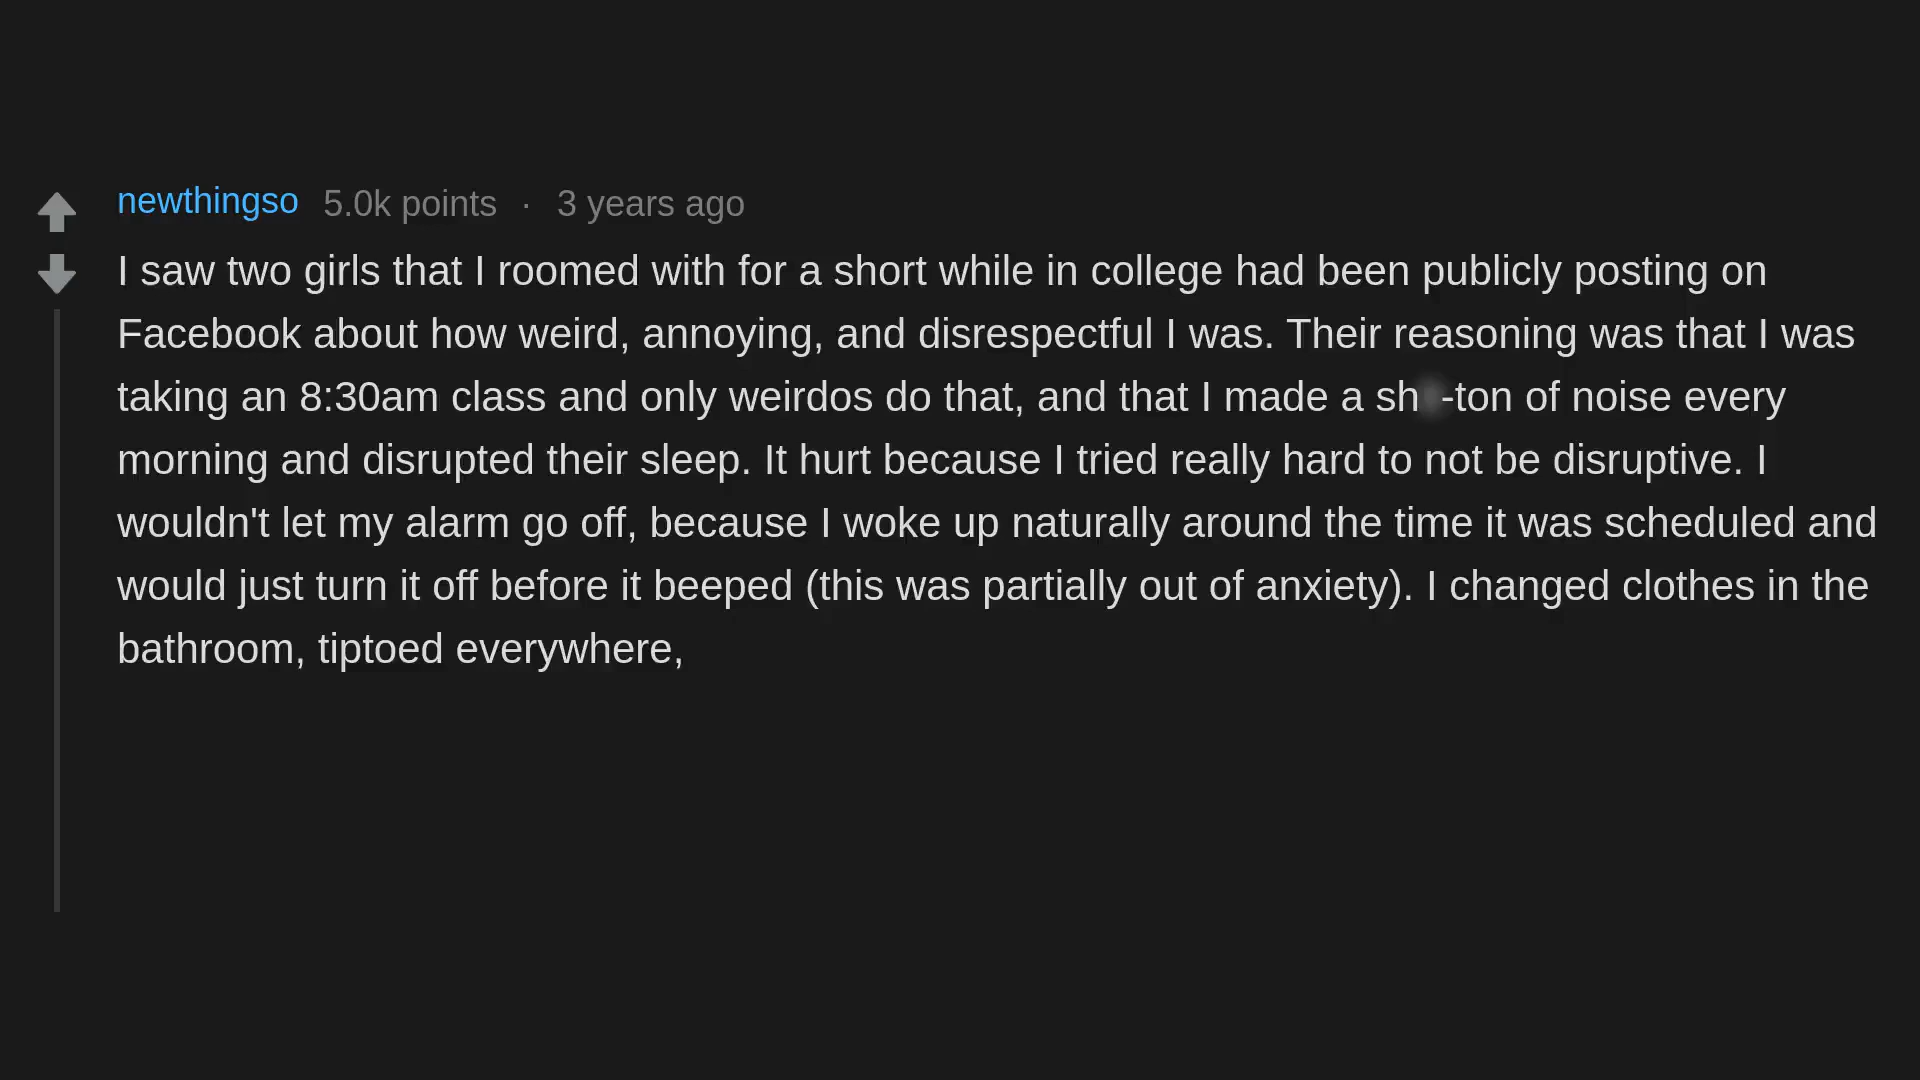 newthingso 5.0k points · 3 years ago
I saw two girls that I roomed with for a short while in college had been publicly posting on
Facebook about how weird, annoying, and disrespectful I was. Their reasoning was that I was
taking an 8:30am class and only weirdos do that, and that I made a sh -ton of noise every
morning and disrupted their sleep. It hurt because I tried really hard to not be disruptive. I
wouldn't let my alarm go off, because I woke up naturally around the time it was scheduled and
would just turn it off before it beeped (this was partially out of anxiety). I changed clothes in the
bathroom, tiptoed everywhere,